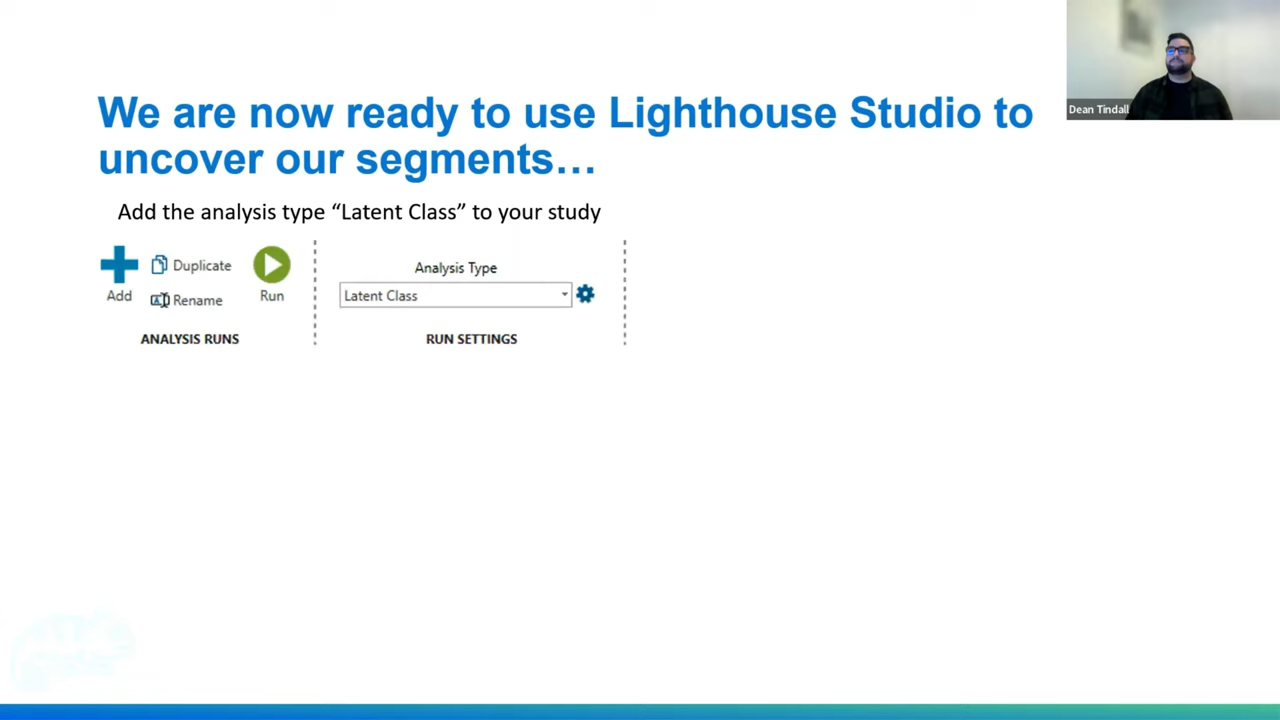 We are now ready to use Lighthouse Studio to
uncover our segments…
Dean Tindall
Add the analysis type “Latent Class” to your study
Add
Duplicate
Rename
Run
ANALYSIS RUNS
Analysis Type
Latent Class
RUN SETTINGS